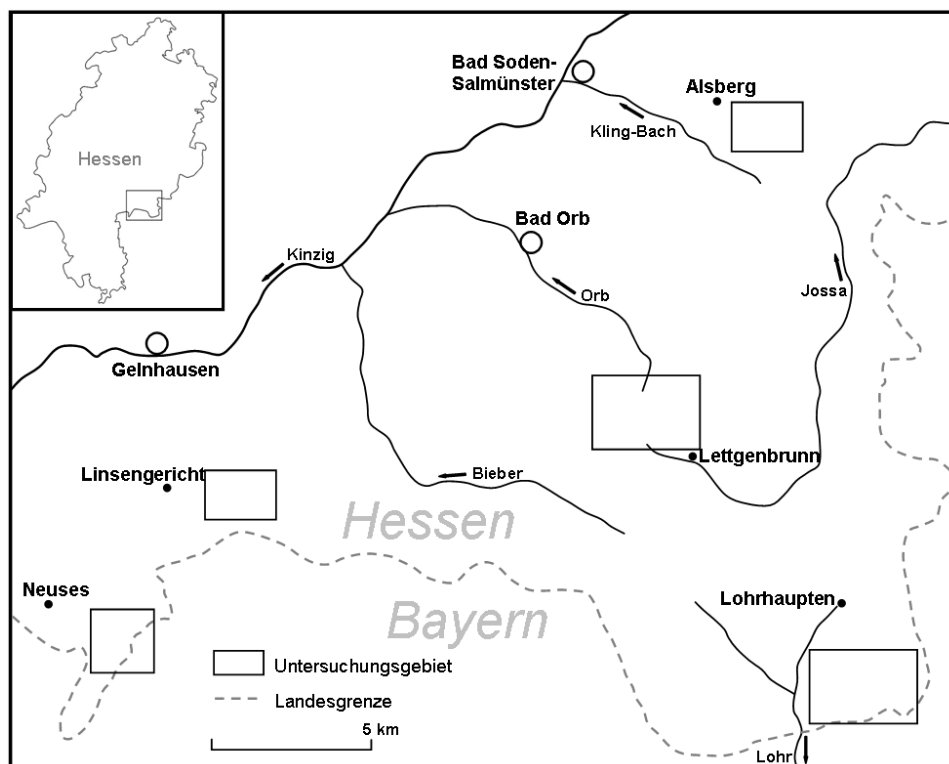 Hessen
Bad Soden-
Salmünster
Alsberg
Kling-Bach
Bad Orb
Kinzig
Orb
Jossa
Gelnhausen
Lettgenbrunn
Linsengericht
Bieber
Hessen
Neuses
Lohrhaupten
Bayern
Untersuchungsgebiet
Landesgrenze
5 km
Lohr